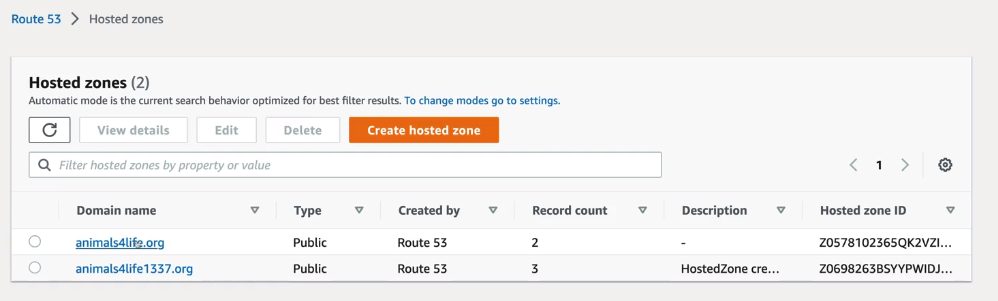 Route 53 > Hosted zones
Hosted zones (2)
Automatic mode is the current search behavior optimized for best filter results. To change modes go to settings.
View details Edit Delete Create hosted zone
Filter hosted zones by property or value 1
Domain name Type Created by Record count Description Hosted zone ID
animals4life.org Public Route 53 2 - Z0578102365QK2VZI...
animals4life1337.org Public Route 53 3 HostedZone cre... Z0698263BSYYPWIDJ...